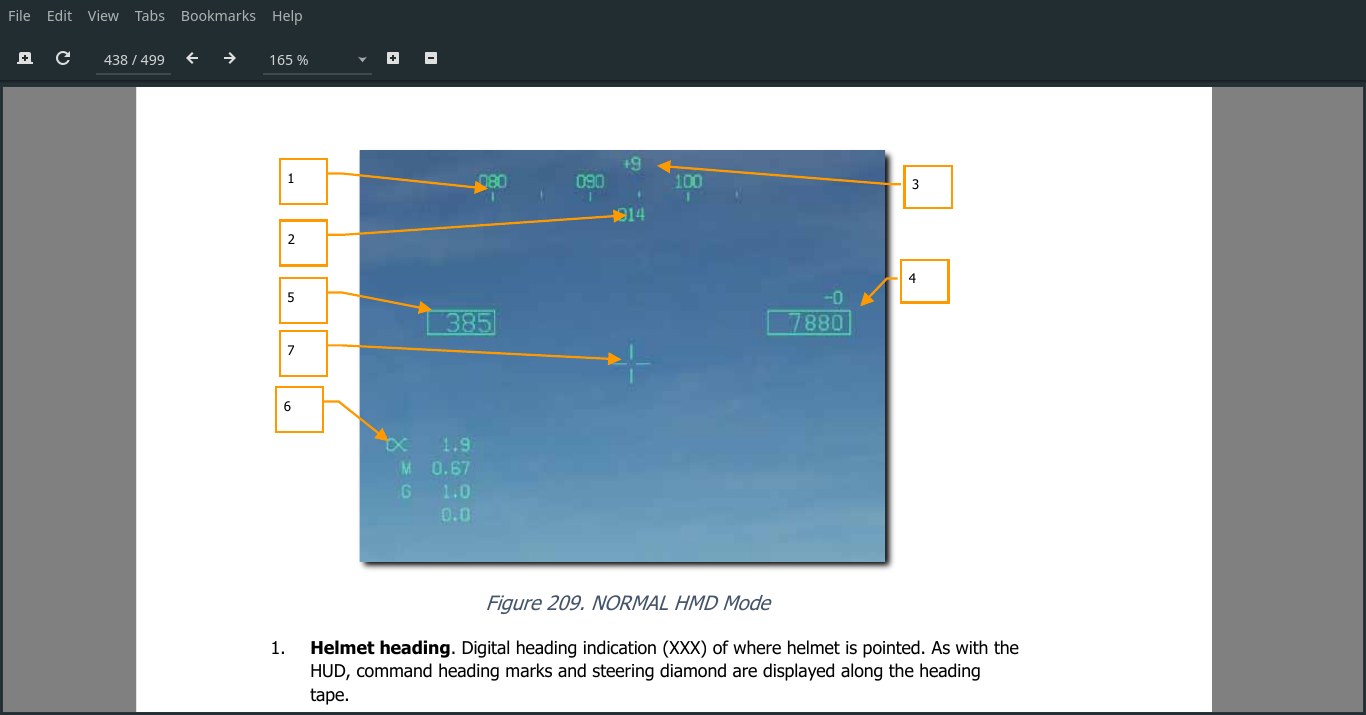 File Edit View Tabs Bookmarks Help
438 / 499 165 %
+9
1
080 090 100
3
2
014
4
5
-0
385
7880
7
6
∝ 1.9
M 0.67
G 1.0
0.0
Figure 209. NORMAL HMD Mode
1. Helmet heading. Digital heading indication (XXX) of where helmet is pointed. As with the
HUD, command heading marks and steering diamond are displayed along the heading
tape.